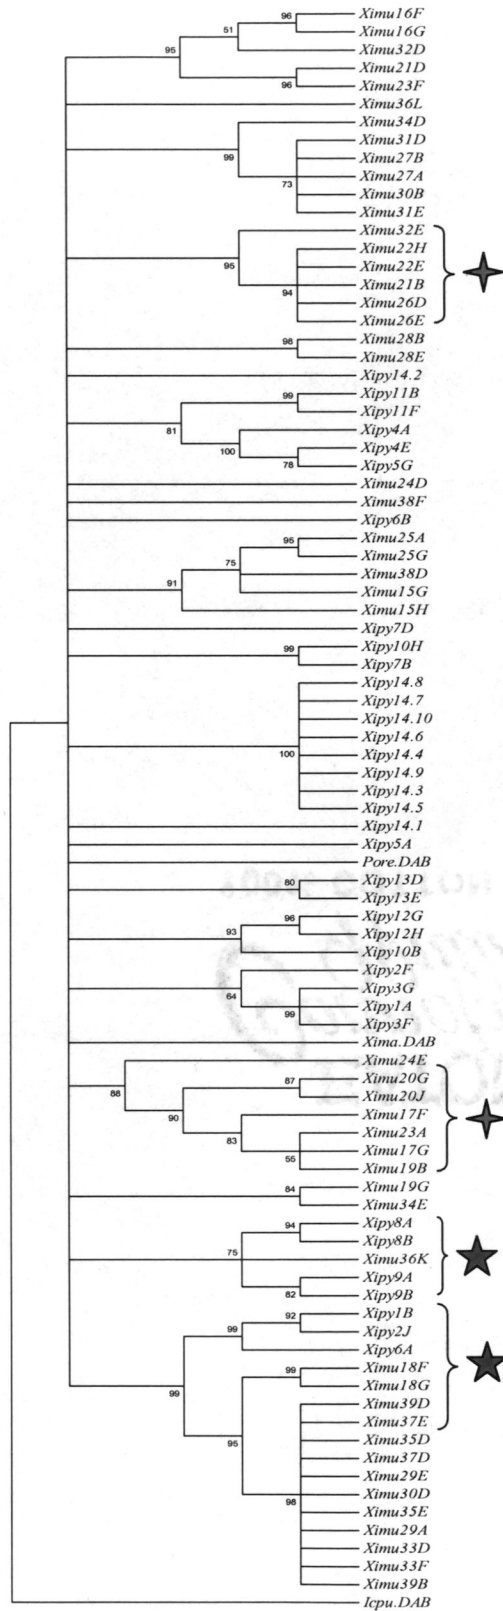 96
Ximu16F
51
Ximu16G
95
Ximu32D
Ximu21D
96
Ximu23F
Ximu36L
Ximu34D
99
Ximu31D
Ximu27B
73
Ximu27A
Ximu30B
Ximu31E
Ximu32E
95
Ximu22H
Ximu22E
94
Ximu21B
Ximu26D
Ximu26E
98
Ximu28B
Ximu28E
Xipy14.2
99
Xipy11B
81
Xipy11F
100
Xipy4A
Xipy4E
78
Xipy5G
Ximu24D
Ximu38F
Xipy6B
95
Ximu25A
75
Ximu25G
91
Ximu38D
Ximu15G
Ximu15H
Xipy7D
99
Xipy10H
Xipy7B
Xipy14.8
Xipy14.7
Xipy14.10
Xipy14.6
100
Xipy14.4
Xipy14.9
Xipy14.3
Xipy14.5
Xipy14.1
Xipy5A
Pore.DAB
80
Xipy13D
Xipy13E
96
Xipy12G
93
Xipy12H
Xipy10B
Xipy2F
64
Xipy3G
99
Xipy1A
Xipy3F
Xima.DAB
Ximu24E
88
87
Ximu20G
90
Ximu20J
83
Ximu17F
Ximu23A
55
Ximu17G
Ximu19B
84
Ximu19G
Ximu34E
94
Xipy8A
75
Xipy8B
Ximu36K
Xipy9A
82
Xipy9B
92
Xipy1B
99
Xipy2J
Xipy6A
99
99
Ximu18F
95
Ximu18G
Ximu39D
Ximu37E
Ximu35D
Ximu37D
98
Ximu29E
Ximu30D
Ximu35E
Ximu29A
Ximu33D
Ximu33F
Ximu39B
Icpu.DAB